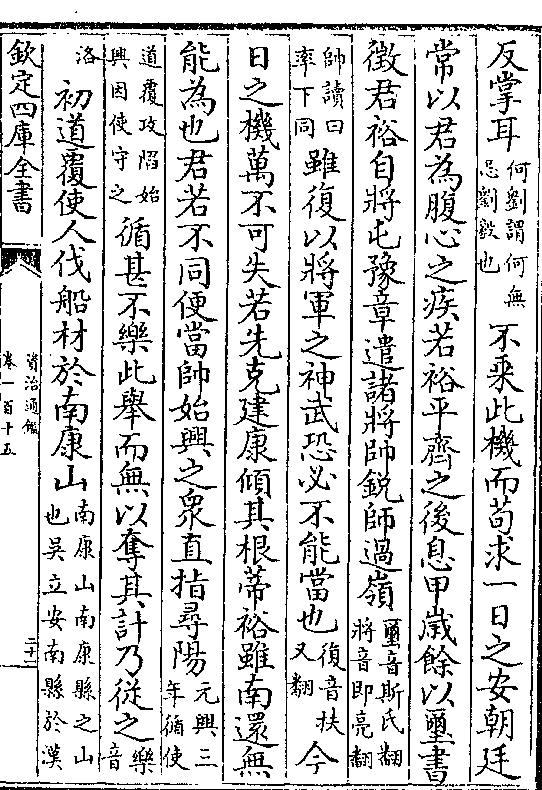 反掌耳何劉謂何無忌劉毅也不乘此機而苟求一日之安朝廷
常以君為腹心之疾若裕平齊之後息甲歲餘以璽書
徵君裕自將屯豫章遣諸將帥銳師過嶺璽音斯氏翻將音即亮翻
帥讀曰率下同雖復以將軍之神武恐必不能當也復音扶又翻今
日之機萬不可失若先克建康傾其根蒂裕雖南還無
能為也君若不同便當帥始興之衆直指尋陽元興三年循使
道覆攻陷始興因使守之循甚不樂此舉而無以奪其計乃從之樂音
洛初道覆使人伐船材於南康山南康山南康縣之山也吳立安南縣於漢
欽定四庫全書
資治通鑑
卷一百十五
二十二